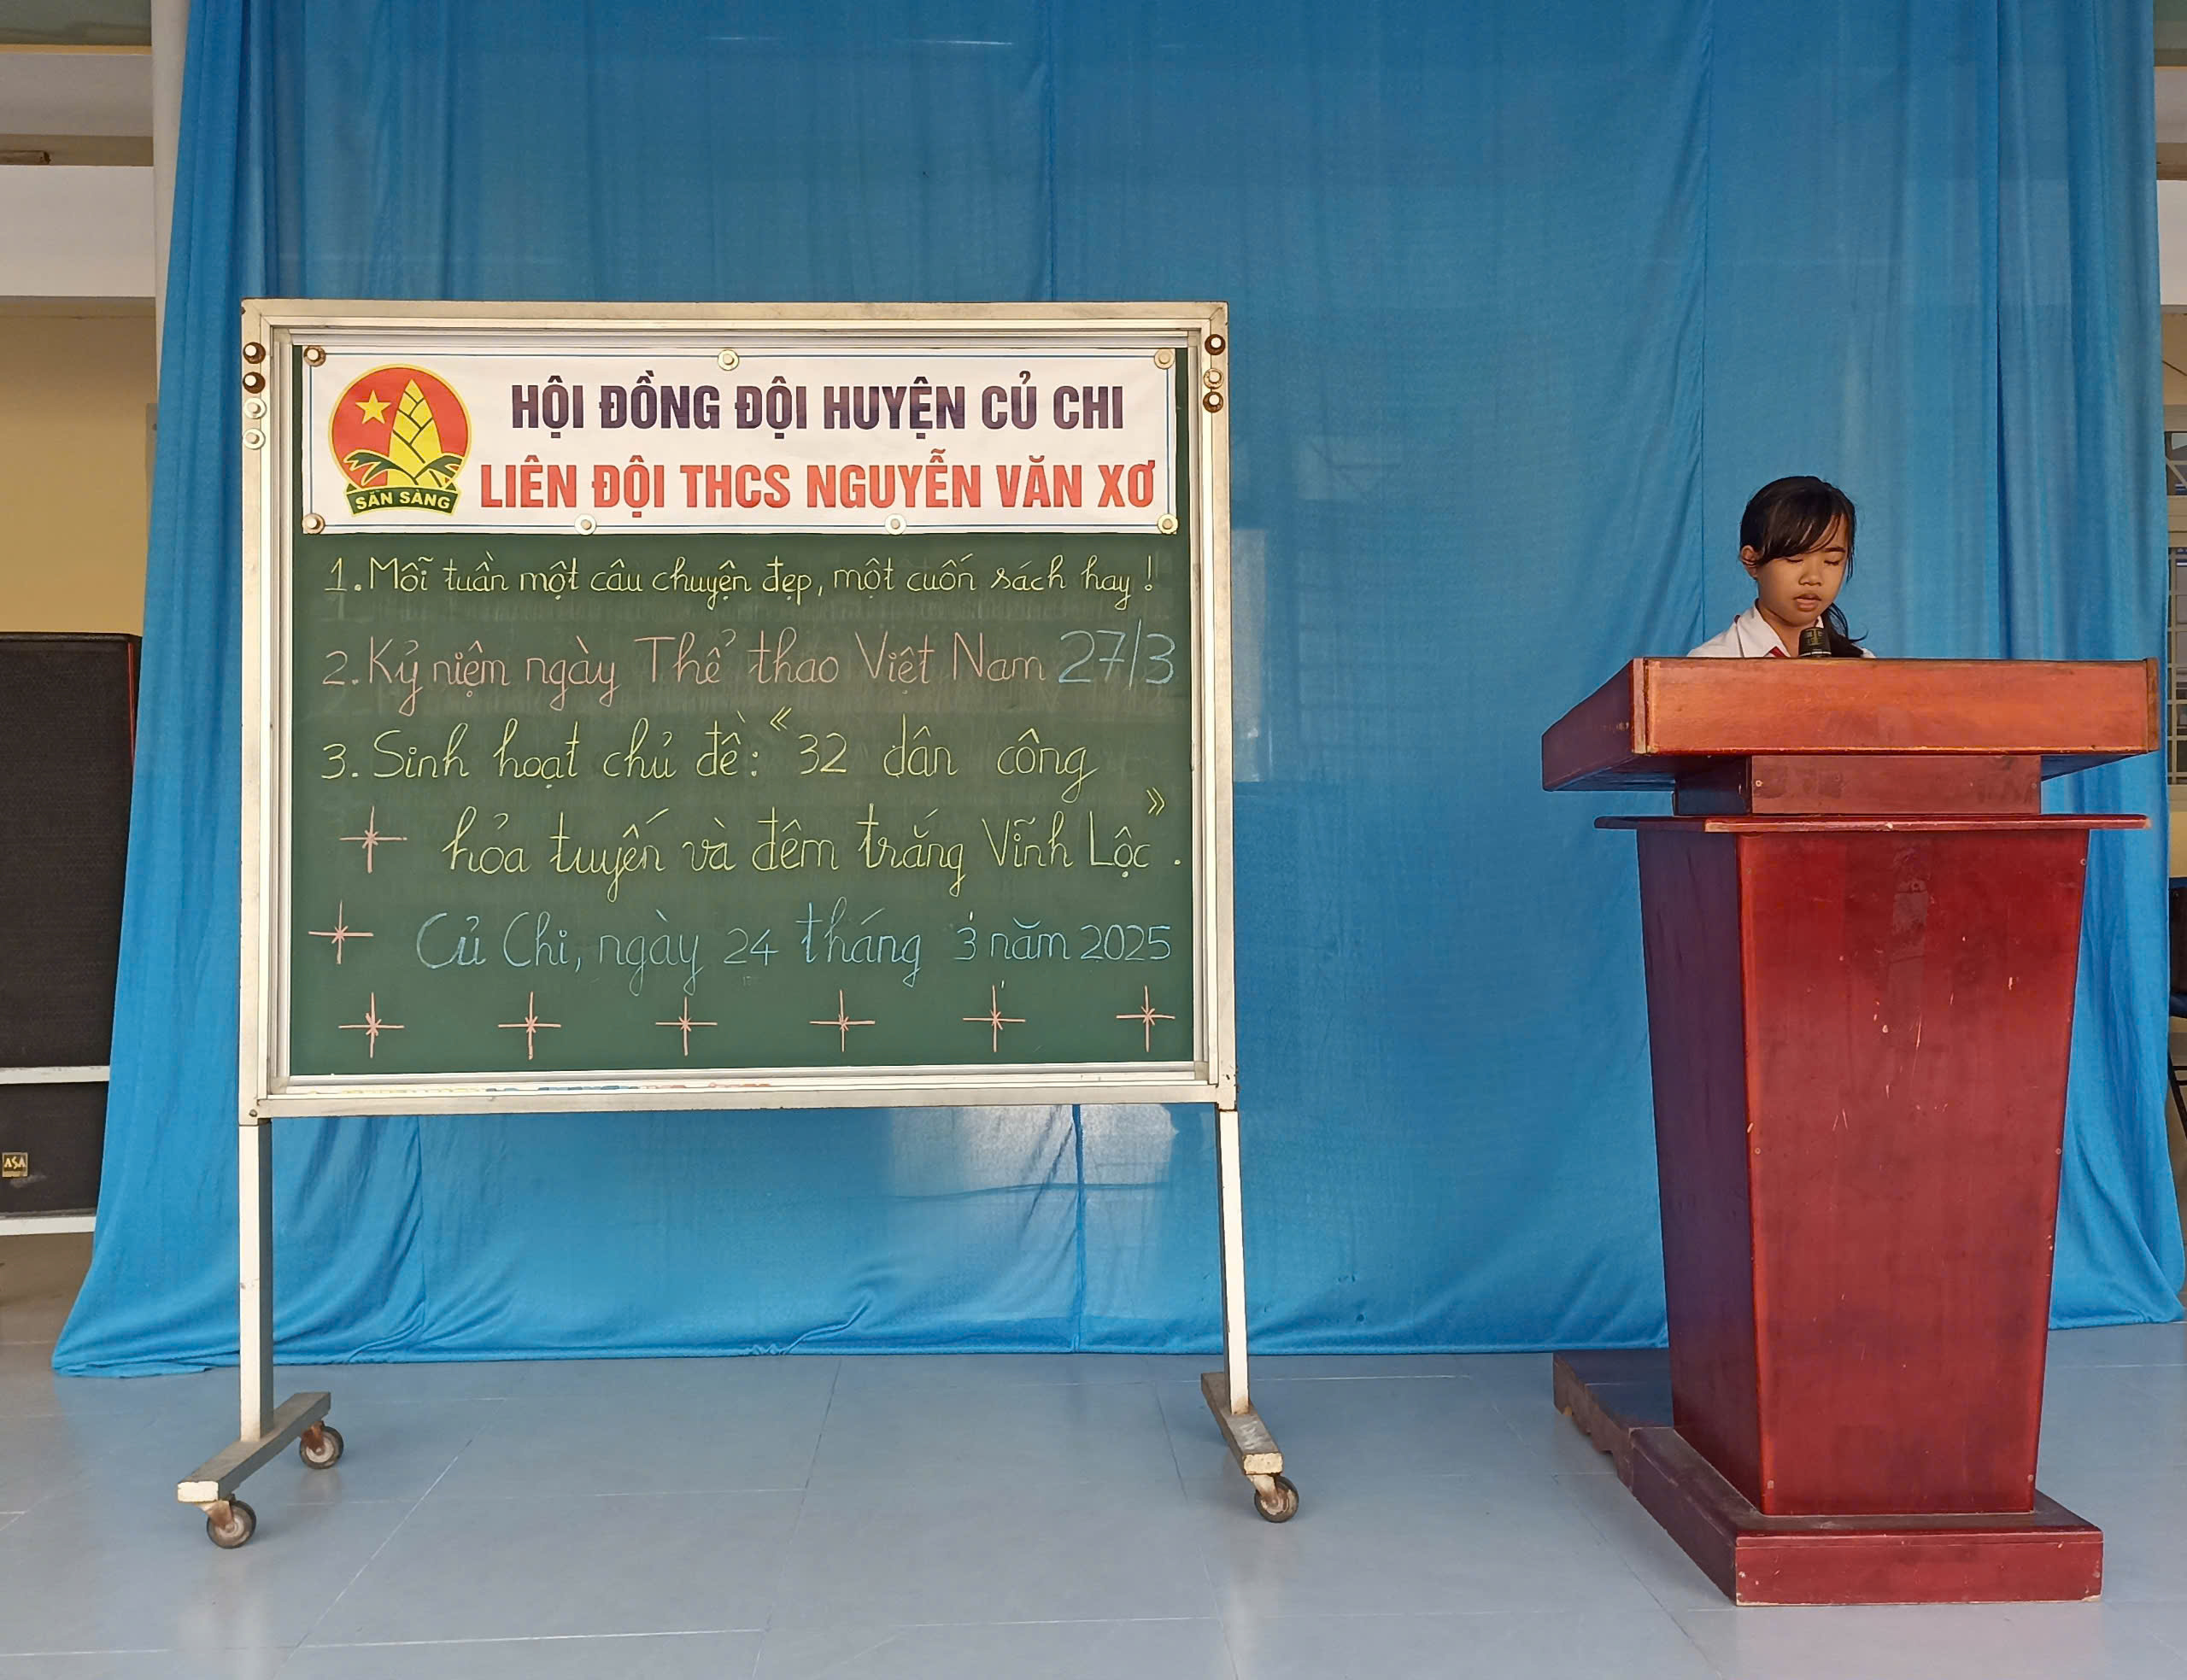 HỘI ĐỒNG ĐỘI HUYỆN CỦ CHI
LIÊN ĐỘI THCS NGUYỄN VĂN XƠ
SẴN SÀNG
1. Mỗi tuần một câu chuyện đẹp, một cuốn sách hay!
2. Kỷ niệm ngày Thể thao Việt Nam 27/3
3. Sinh hoạt chủ đề: "32 dân công
hỏa tuyến và đêm trắng Vĩnh Lộc".
Củ Chi, ngày 24 tháng 3 năm 2025
ASA